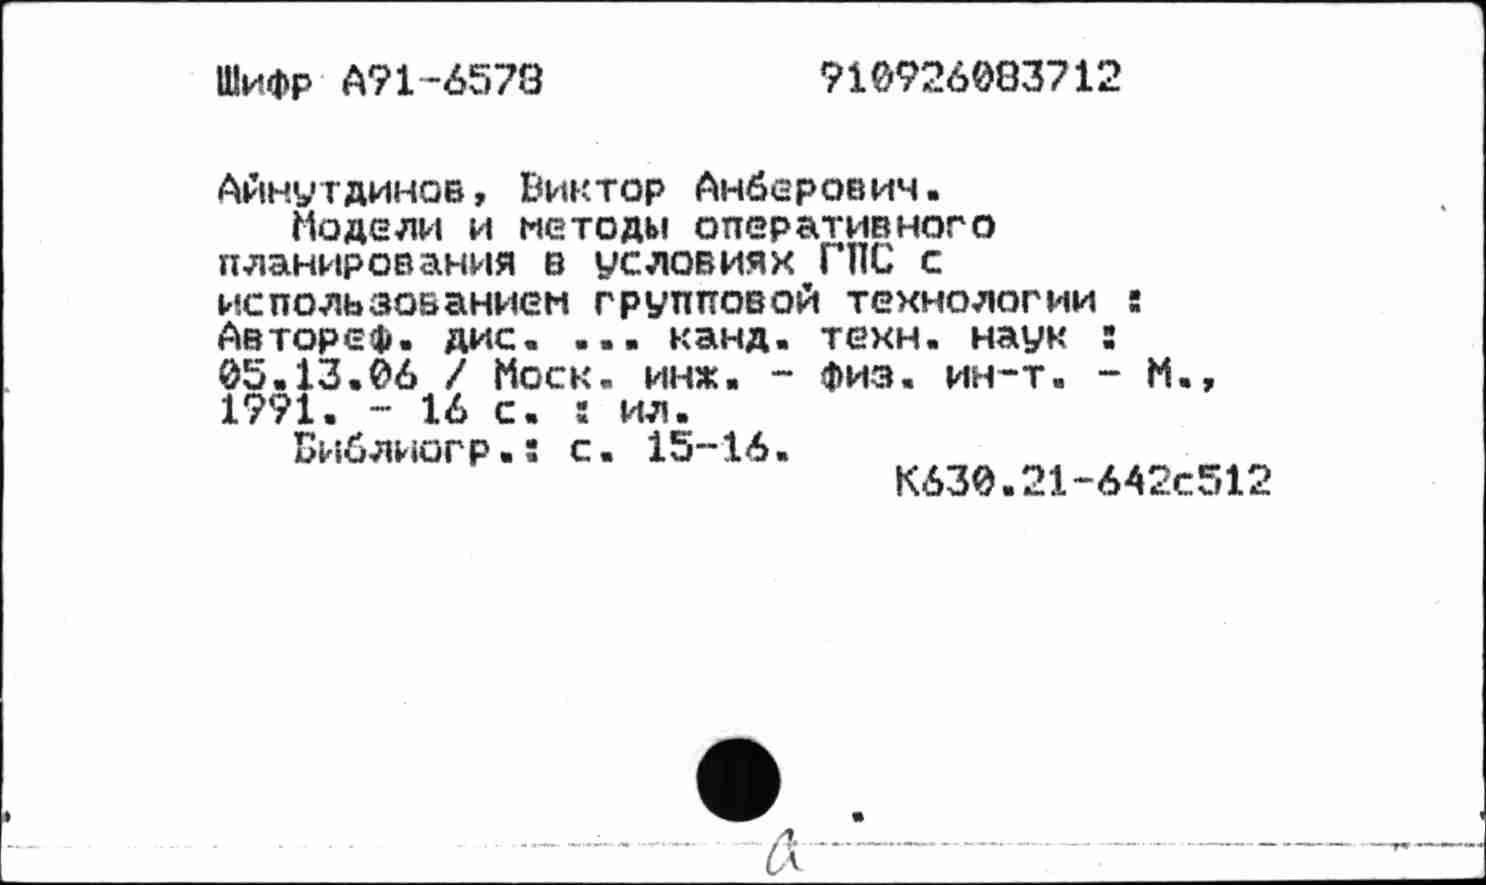 Шифр А91-6578 910926083712
Айнутдинов, Виктор Анберович.
Модели и методы оперативного
планирования в условиях ГПС с
использованием групповой технологии :
Автореф. дис. ... канд. техн. наук :
05.13.06 / Моск. инж. - физ. ин-т. - М.,
1991. - 16 с. : ил.
Библиогр.: с. 15-16.
К630.21-642с512
а